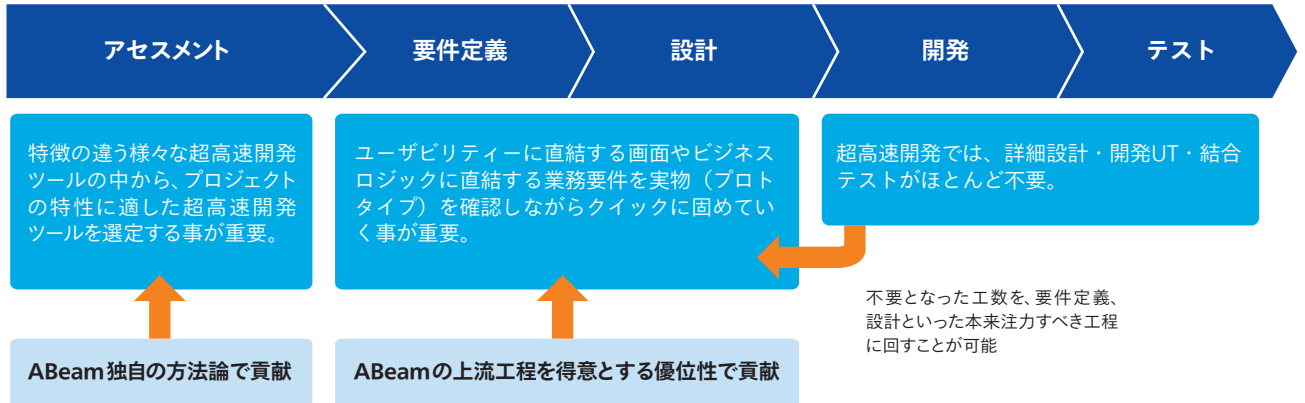 アセスメント
要件定義
設計
開発
テスト
特徴の違う様々な超高速開発
ツールの中から、プロジェクト
の特性に適した超高速開発
ツールを選定する事が重要。
ユーザビリティーに直結する画面やビジネス
ロジックに直結する業務要件を実物（プロト
タイプ）を確認しながらクイックに固めてい
く事が重要。
超高速開発では、詳細設計・開発UT・結合
テストがほとんど不要。
不要となった工数を、要件定義、
設計といった本来注力すべき工程
に回すことが可能
ABeam独自の方法論で貢献
ABeamの上流工程を得意とする優位性で貢献